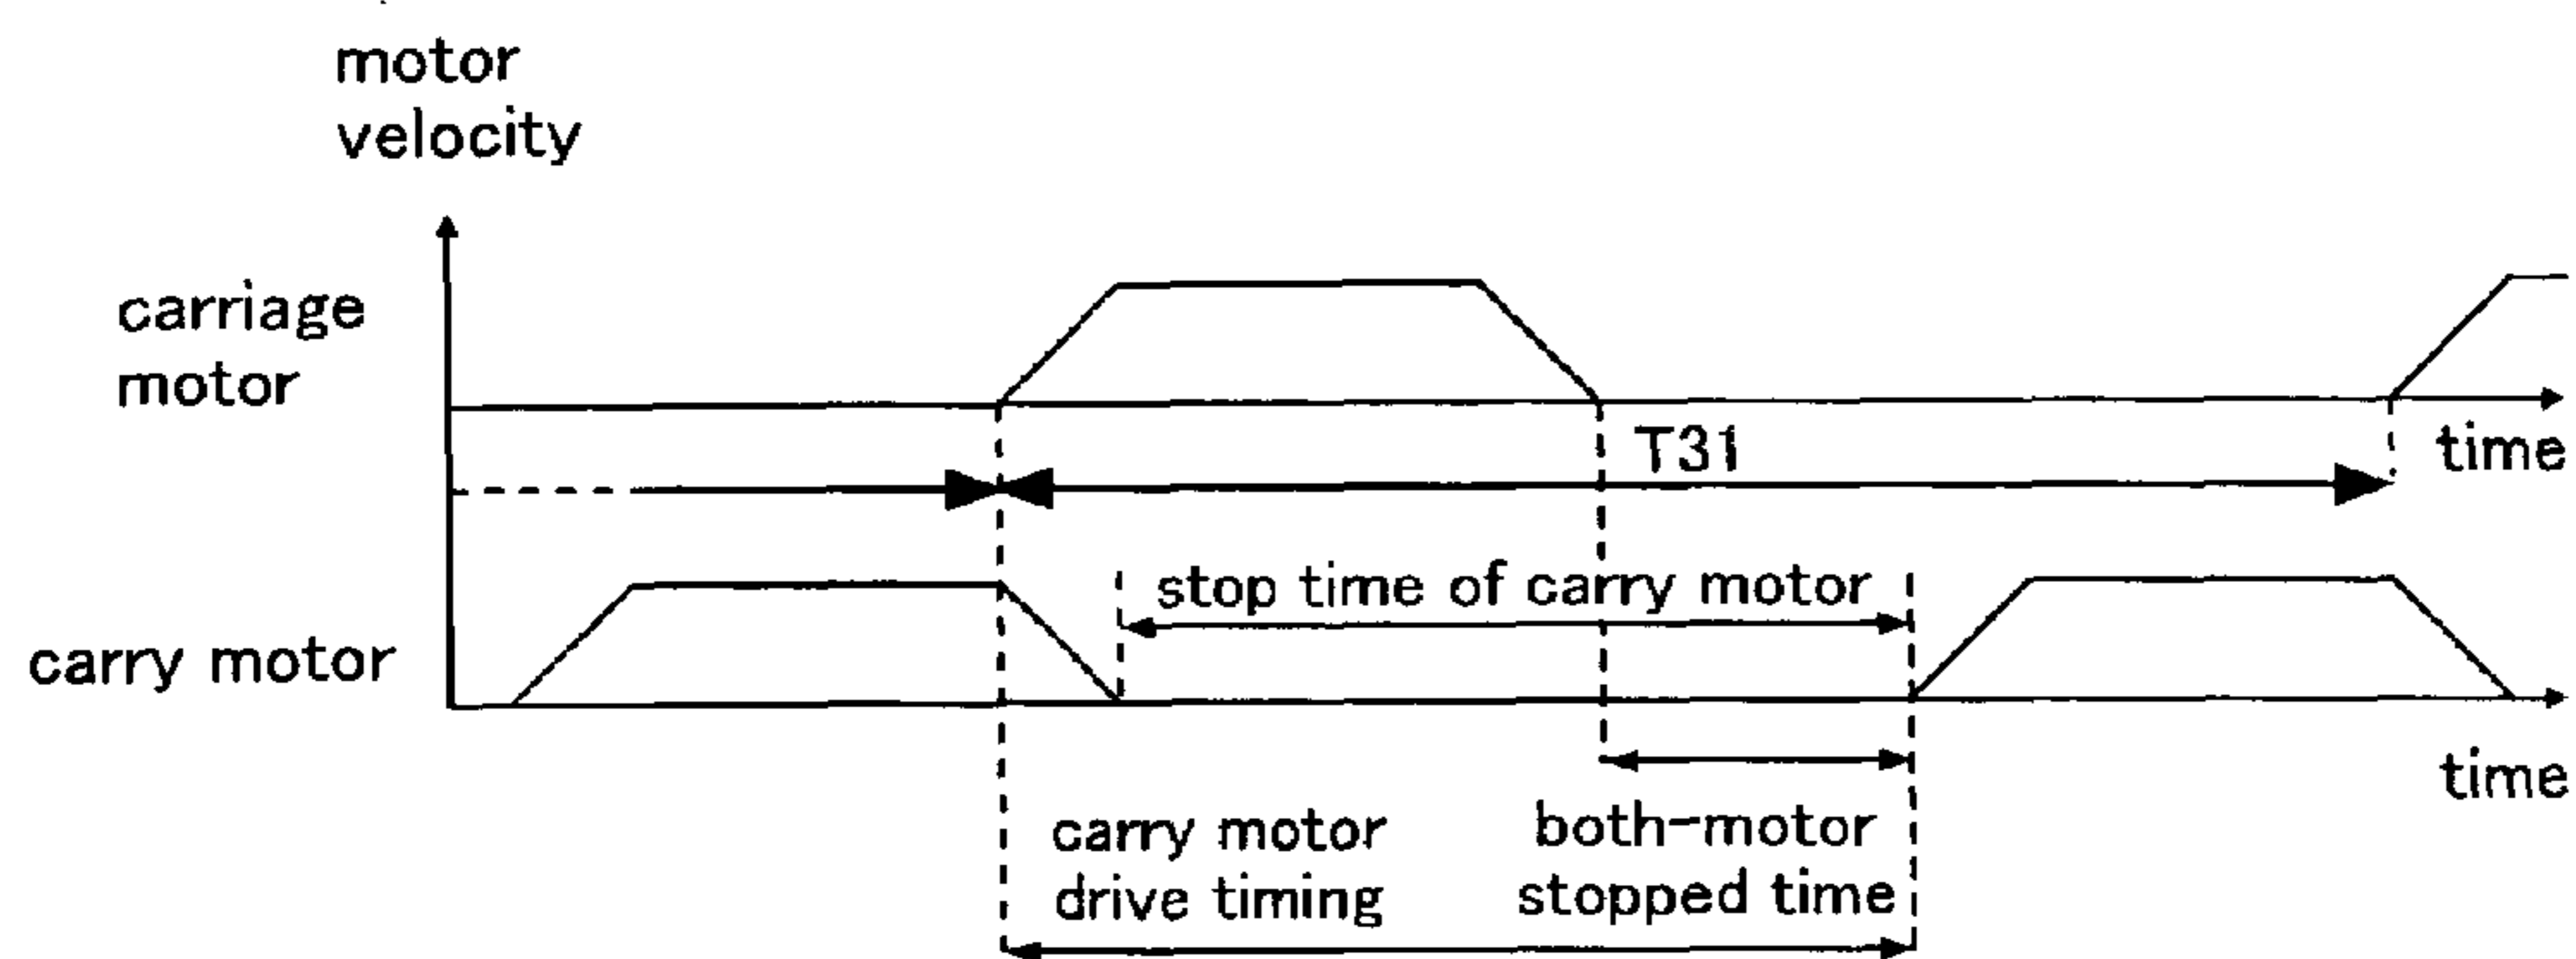 motor
velocity
carriage
motor
T31
time
stop time of carry motor
carry motor
time
carry motor
drive timing
both-motor
stopped time